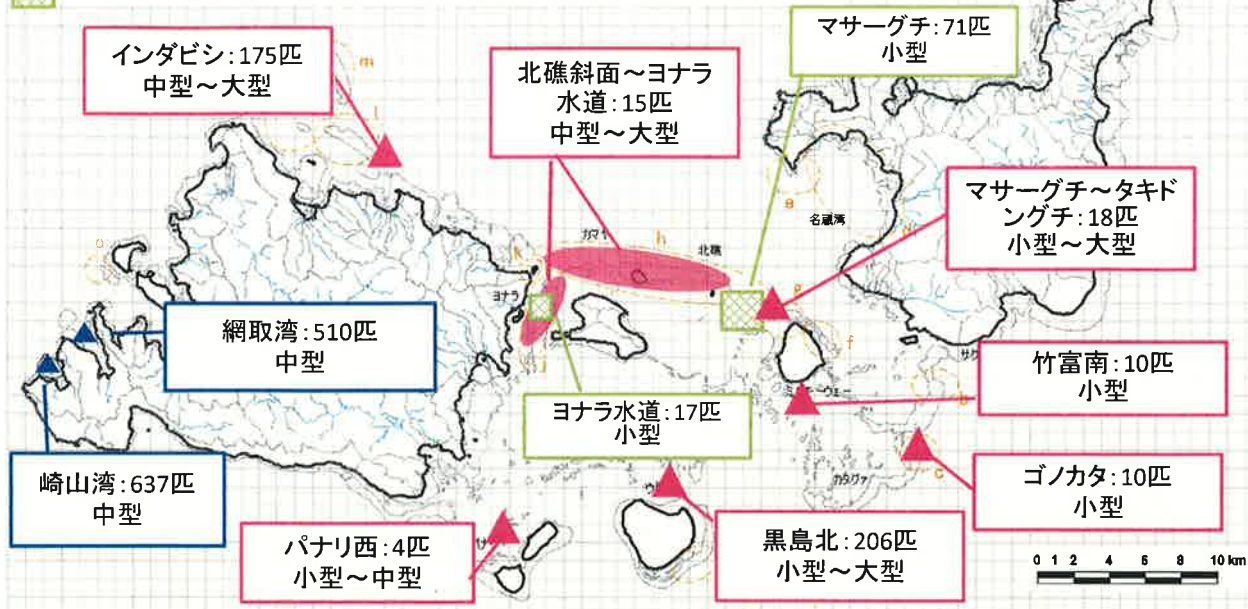 マサーグチ:71匹
小型
インダビシ:175匹
中型～大型
北礁斜面～ヨナラ
水道:15匹
中型～大型
m
l
マサーグチ～タキド
ングチ:18匹
小型～大型
a
名蔵湾
d
カマヤ
h
北礁
k
e
ヨナラ
網取湾:510匹
中型
f
j
竹富南:10匹
小型
b
ヨナラ水道:17匹
小型
崎山湾:637匹
中型
カタグァ
c
ゴノカタ:10匹
小型
パナリ西:4匹
小型～中型
黒島北:206匹
小型～大型
0 1 2 4 6 8 10 km